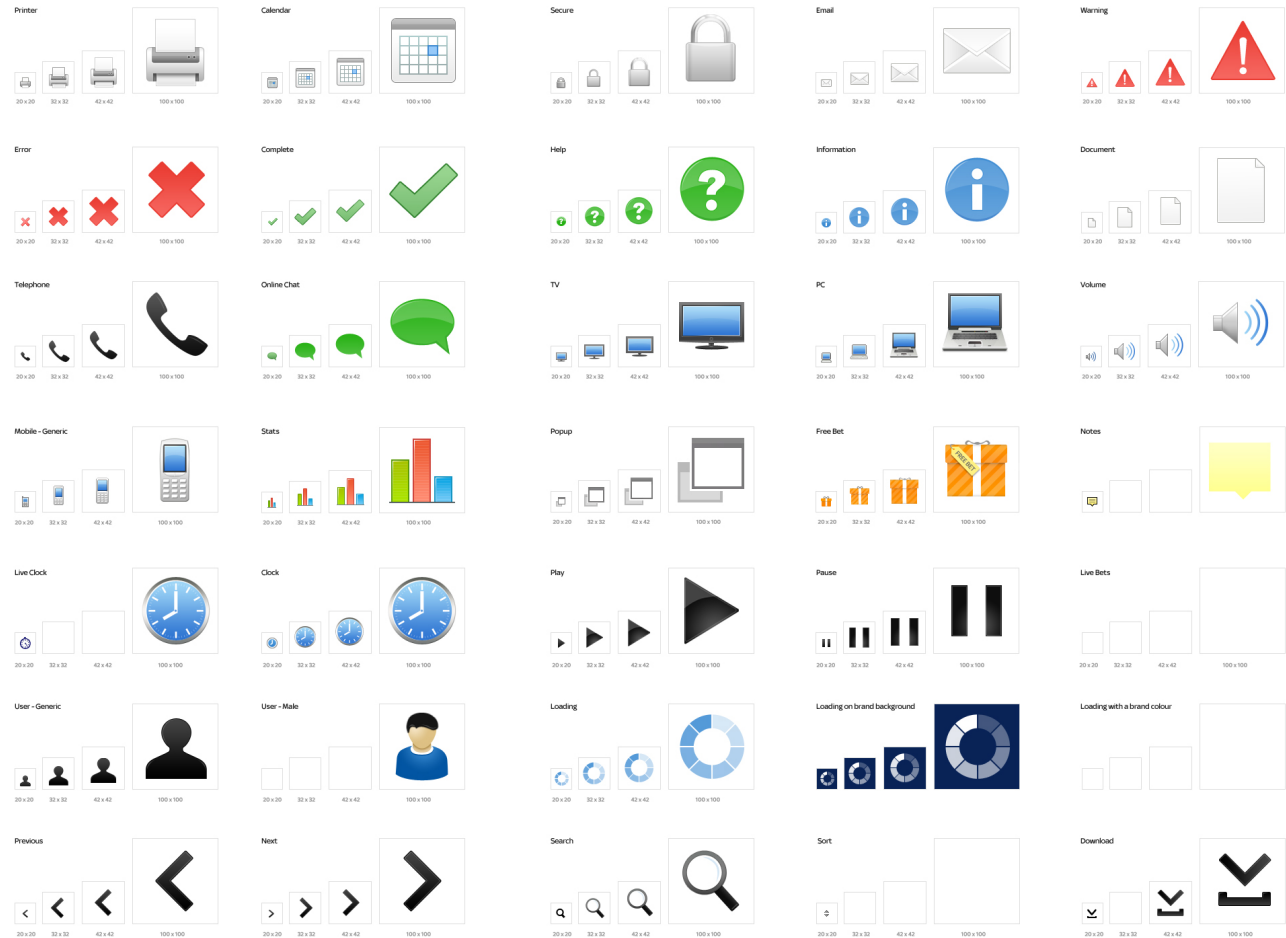 Printer
Calendar
Secure
Email
Warning
20 x 20 32 x 32 42 x 42 100 x 100
20 x 20 32 x 32 42 x 42 100 x 100
20 x 20 32 x 32 42 x 42 100 x 100
20 x 20 32 x 32 42 x 42 100 x 100
20 x 20 32 x 32 42 x 42 100 x 100
Error
Complete
Help
Information
Document
20 x 20 32 x 32 42 x 42 100 x 100
20 x 20 32 x 32 42 x 42 100 x 100
20 x 20 32 x 32 42 x 42 100 x 100
20 x 20 32 x 32 42 x 42 100 x 100
20 x 20 32 x 32 42 x 42 100 x 100
Telephone
Online Chat
TV
PC
Volume
20 x 20 32 x 32 42 x 42 100 x 100
20 x 20 32 x 32 42 x 42 100 x 100
20 x 20 32 x 32 42 x 42 100 x 100
20 x 20 32 x 32 42 x 42 100 x 100
20 x 20 32 x 32 42 x 42 100 x 100
Mobile - Generic
Stats
Popup
Free Bet
Notes
FREE BET
20 x 20 32 x 32 42 x 42 100 x 100
20 x 20 32 x 32 42 x 42 100 x 100
20 x 20 32 x 32 42 x 42 100 x 100
20 x 20 32 x 32 42 x 42 100 x 100
20 x 20 32 x 32 42 x 42 100 x 100
Live Clock
Clock
Play
Pause
Live Bets
20 x 20 32 x 32 42 x 42 100 x 100
20 x 20 32 x 32 42 x 42 100 x 100
20 x 20 32 x 32 42 x 42 100 x 100
20 x 20 32 x 32 42 x 42 100 x 100
20 x 20 32 x 32 42 x 42 100 x 100
User - Generic
User - Male
Loading
Loading on brand background
Loading with a brand colour
20 x 20 32 x 32 42 x 42 100 x 100
20 x 20 32 x 32 42 x 42 100 x 100
20 x 20 32 x 32 42 x 42 100 x 100
20 x 20 32 x 32 42 x 42 100 x 100
20 x 20 32 x 32 42 x 42 100 x 100
Previous
Next
Search
Sort
Download
20 x 20 32 x 32 42 x 42 100 x 100
20 x 20 32 x 32 42 x 42 100 x 100
20 x 20 32 x 32 42 x 42 100 x 100
20 x 20 32 x 32 42 x 42 100 x 100
20 x 20 32 x 32 42 x 42 100 x 100